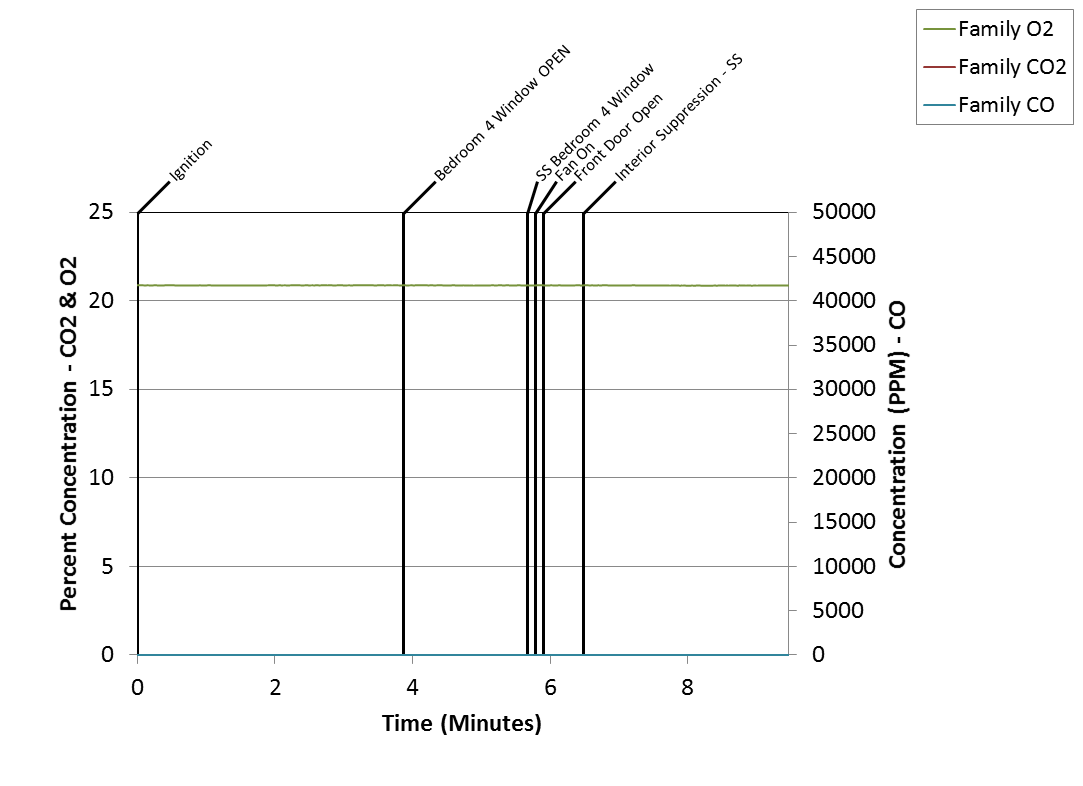 Family O2
Family CO2
Family CO
Ignition
Bedroom 4 Window OPEN
SS Bedroom 4 Window
Fan On
Front Door Open
Interior Suppression - SS
25
20
15
10
5
0
Percent Concentration - CO2 & O2
50000
45000
40000
35000
30000
25000
20000
15000
10000
5000
0
Concentration (PPM) - CO
0 2 4 6 8
Time (Minutes)